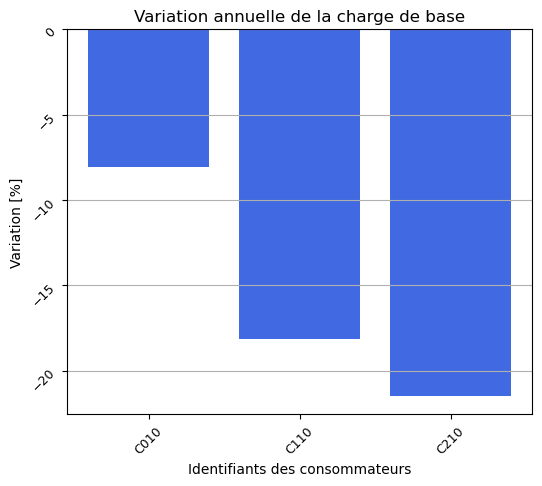 Variation annuelle de la charge de base
Variation [%]
0
−5
−10
−15
−20
C010
C110
C210
Identifiants des consommateurs